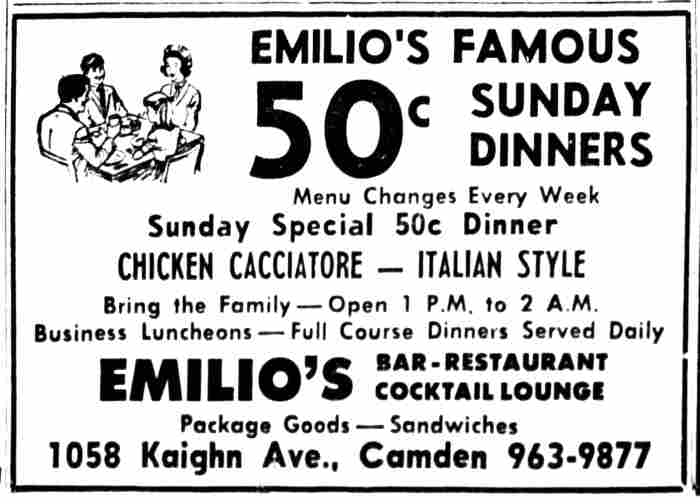 EMILIO'S FAMOUS
50c SUNDAY
DINNERS
Menu Changes Every Week
Sunday Special 50c Dinner
CHICKEN CACCIATORE — ITALIAN STYLE
Bring the Family — Open 1 P.M. to 2 A.M.
Business Luncheons — Full Course Dinners Served Daily
EMILIO'S BAR-RESTAURANT
COCKTAIL LOUNGE
Package Goods — Sandwiches
1058 Kaighn Ave., Camden 963-9877